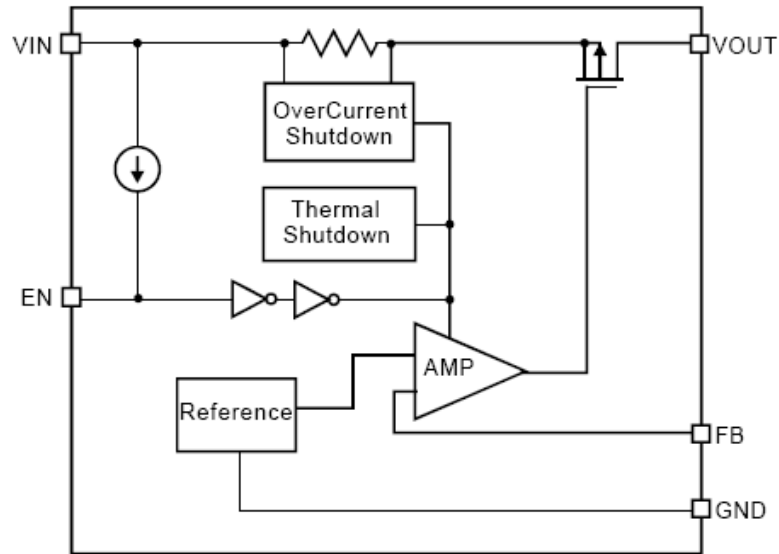 VIN
VOUT
OverCurrent
Shutdown
Thermal
Shutdown
EN
AMP
Reference
FB
GND